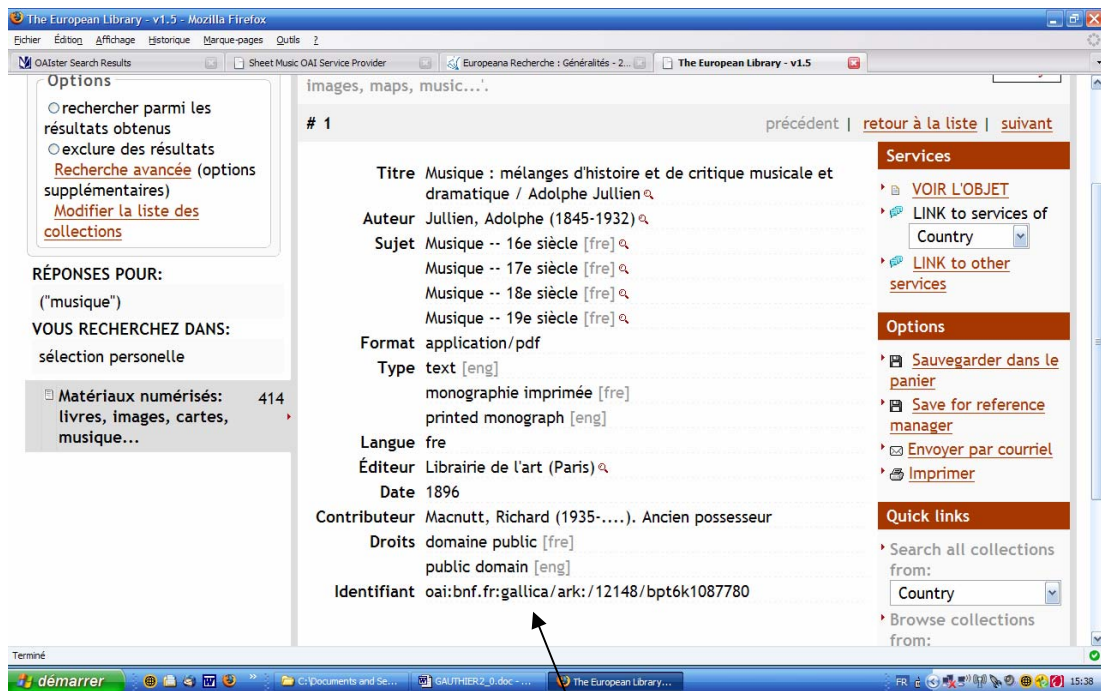 The European Library - v1.5 - Mozilla Firefox
Fichier Édition Affichage Historique Marque-pages Outils ?
OAIster Search Results
Sheet Music OAI Service Provider
Europeana Recherche : Généralités - 2...
The European Library - v1.5
Options
rechercher parmi les
résultats obtenus
exclure des résultats
Recherche avancée (options
supplémentaires)
Modifier la liste des
collections
RÉPONSES POUR:
("musique")
VOUS RECHERCHEZ DANS:
sélection personelle
Matériaux numérisés: 414
livres, images, cartes,
musique...
images, maps, music...'.
# 1 précédent | retour à la liste | suivant
Titre Musique : mélanges d'histoire et de critique musicale et
dramatique / Adolphe Jullien
Auteur Jullien, Adolphe (1845-1932)
Sujet Musique -- 16e siècle [fre]
Musique -- 17e siècle [fre]
Musique -- 18e siècle [fre]
Musique -- 19e siècle [fre]
Format application/pdf
Type text [eng]
monographie imprimée [fre]
printed monograph [eng]
Langue fre
Éditeur Librairie de l'art (Paris)
Date 1896
Contributeur Macnutt, Richard (1935-....). Ancien possesseur
Droits domaine public [fre]
public domain [eng]
Identifiant oai:bnf.fr:gallica/ark:/12148/bpt6k1087780
Services
VOIR L'OBJET
LINK to services of
Country
LINK to other
services
Options
Sauvegarder dans le
panier
Save for reference
manager
Envoyer par courriel
Imprimer
Quick links
Search all collections
from:
Country
Browse collections
from:
Terminé
démarrer
C:\Documents and Se...
GAUTHIER2_0.doc - ...
The European Library...
FR
15:38